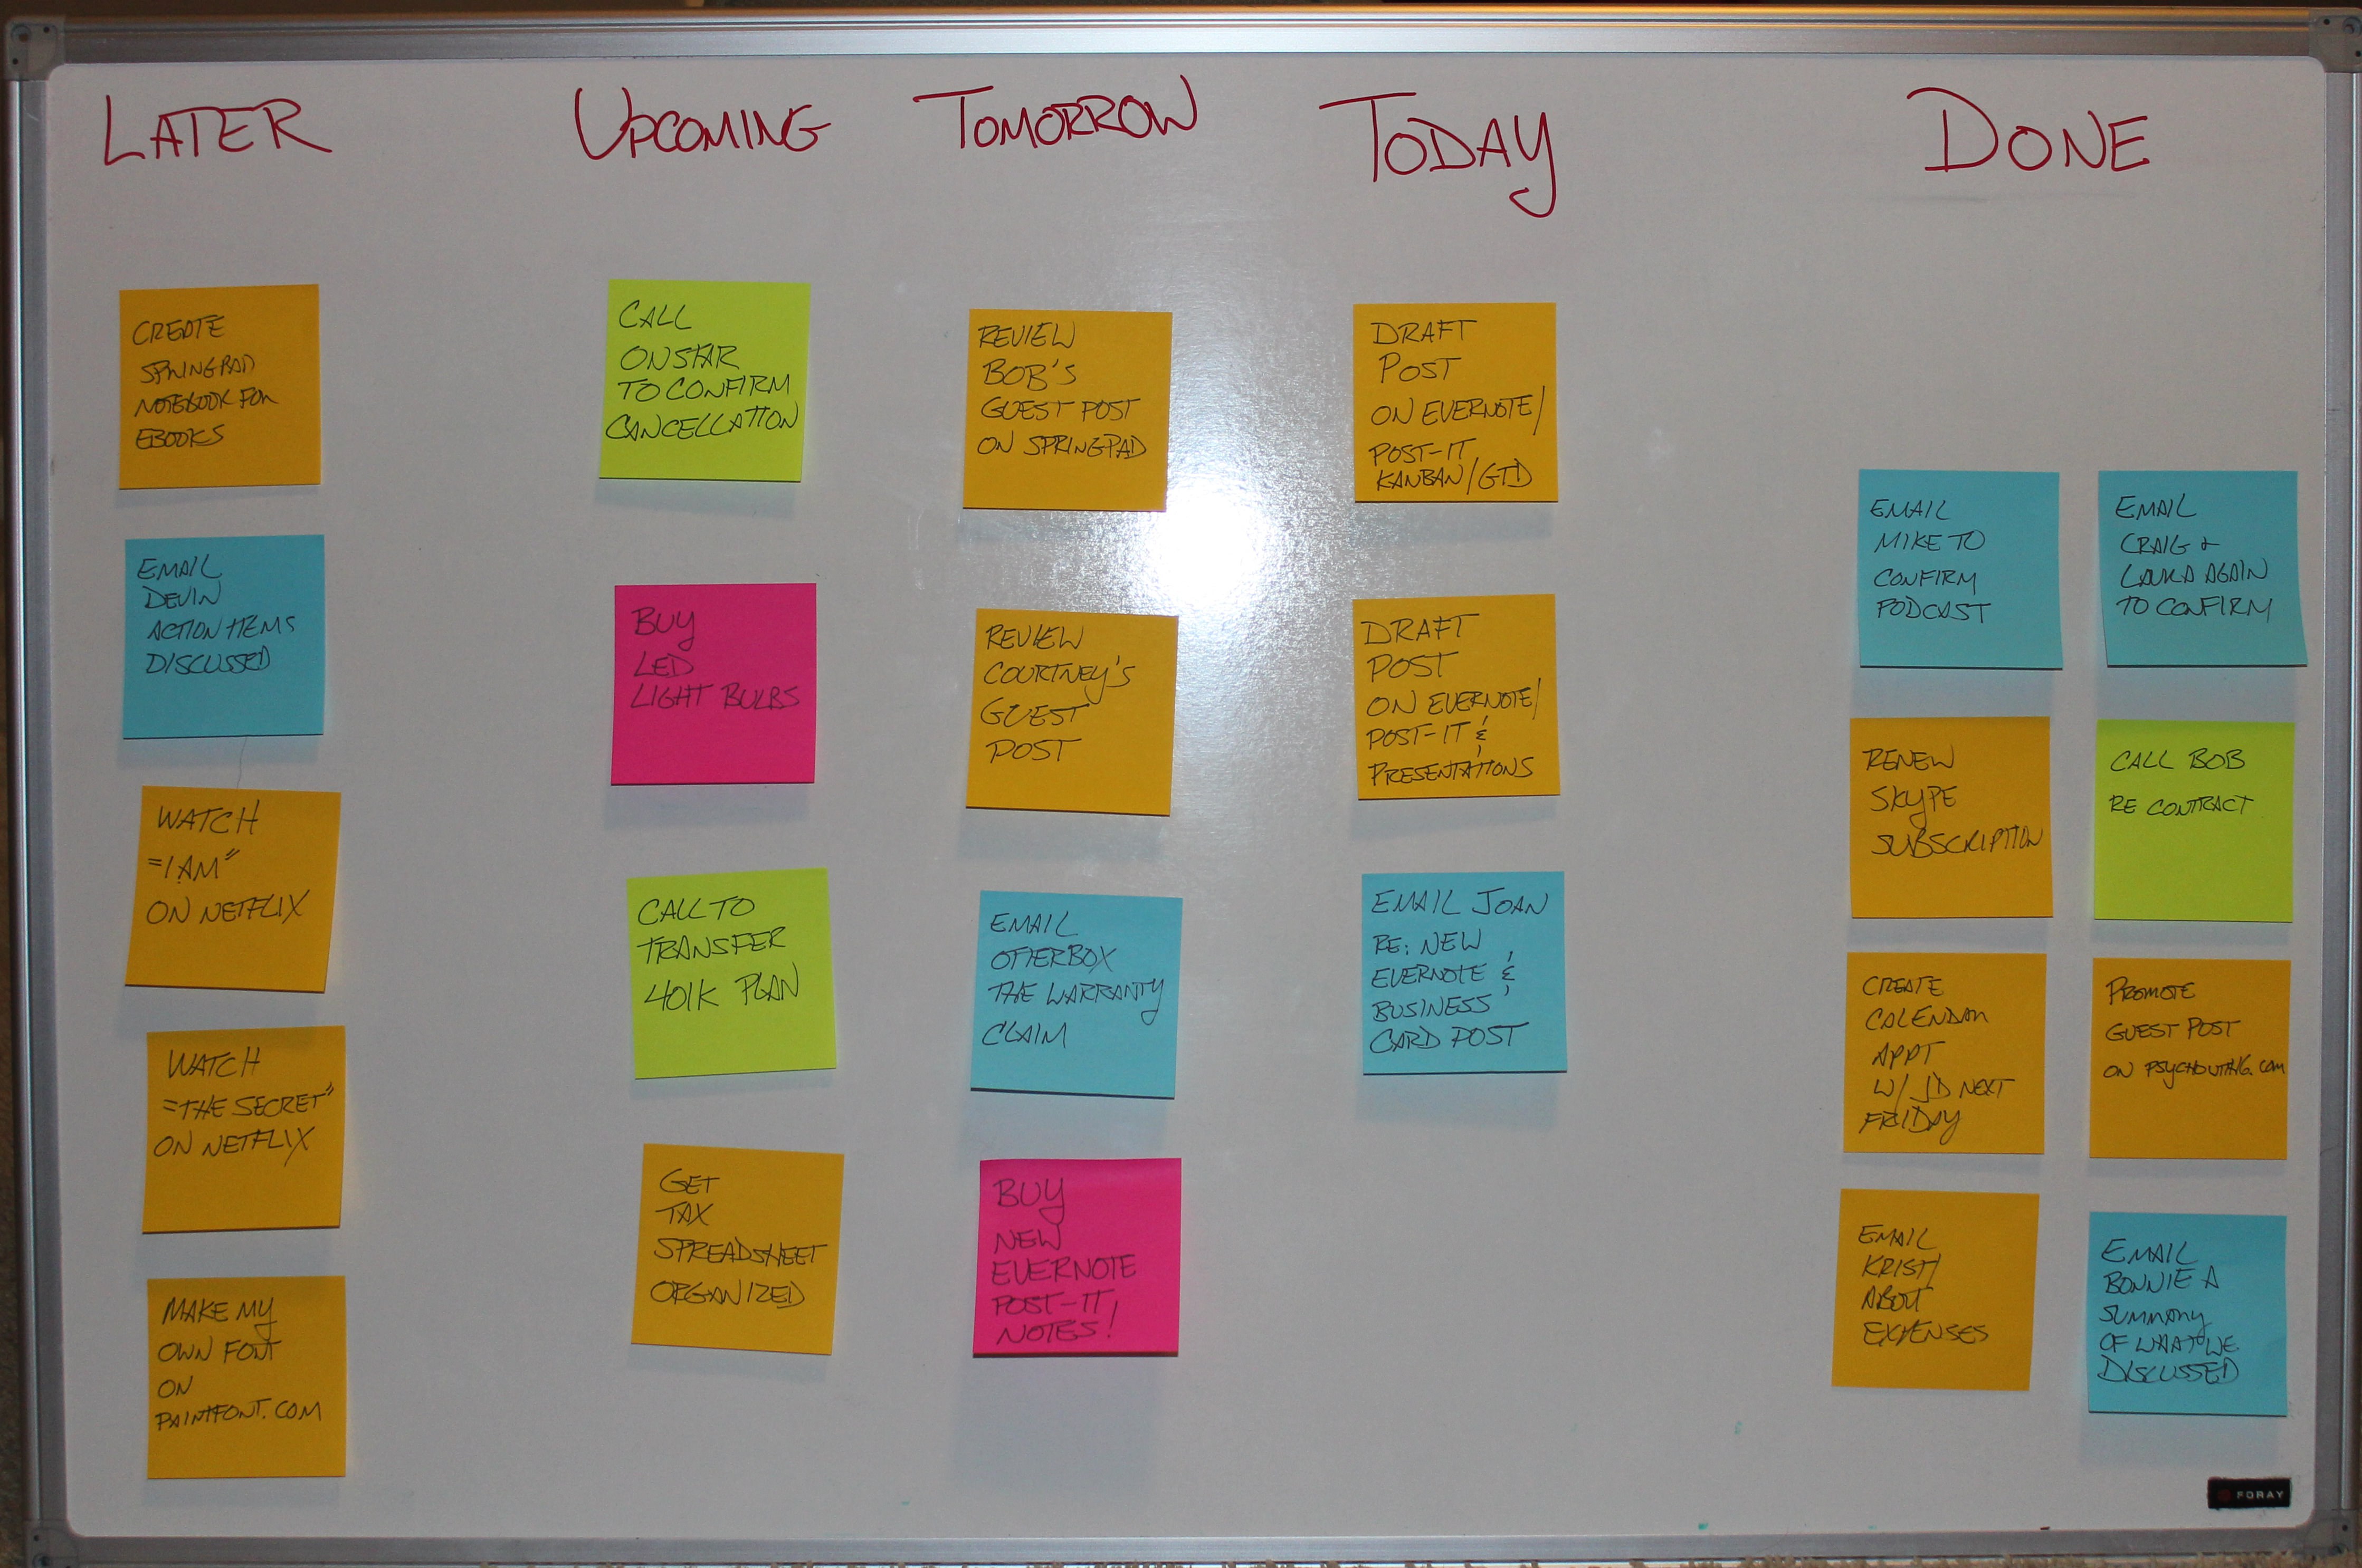 LATER
UPCOMING
TOMORROW
TODAY
DONE
CREATE
SPRINGPAD
NOTEBOOK FOR
EBOOKS
EMAIL
DEVIN
ACTION ITEMS
DISCUSSED
WATCH
"I AM"
ON NETFLIX
WATCH
"THE SECRET"
ON NETFLIX
MAKE MY
OWN FONT
ON
PAINTFONT.COM
CALL
ONSTAR
TO CONFIRM
CANCELLATION
BUY
LED
LIGHT BULBS
CALL TO
TRANSFER
401K PLAN
GET
TAX
SPREADSHEET
ORGANIZED
REVIEW
BOB'S
GUEST POST
ON SPRINGPAD
REVIEW
COURTNEY'S
GUEST
POST
EMAIL
OTTERBOX
THE WARRANTY
CLAIM
BUY
NEW
EVERNOTE
POST-IT
NOTES!
DRAFT
POST
ON EVERNOTE/
POST-IT
KANBAN/GTD
DRAFT
POST
ON EVERNOTE/
POST-IT &
PRESENTATIONS
EMAIL JOAN
RE: NEW
EVERNOTE &
BUSINESS
CARD POST
EMAIL
MIKE TO
CONFIRM
PODCAST
RENEW
SKYPE
SUBSCRIPTION
CREATE
CALENDAR
APPT
W/ JD NEXT
FRIDAY
EMAIL
KRISTI
ABOUT
EXPENSES
EMAIL
CRAIG +
LAURA AGAIN
TO CONFIRM
CALL BOB
RE CONTRACT
PROMOTE
GUEST POST
ON
EMAIL
BONNIE A
SUMMARY
OF WHAT WE
DISCUSSED
FORAY